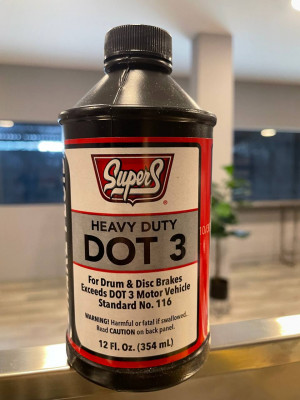 SuperS
HEAVY DUTY
DOT 3
For Drum & Disc Brakes
Exceeds DOT 3 Motor Vehicle
Standard No. 116
WARNING! Harmful or fatal if swallowed.
Read CAUTION on back panel.
12 Fl. Oz. (354 mL)